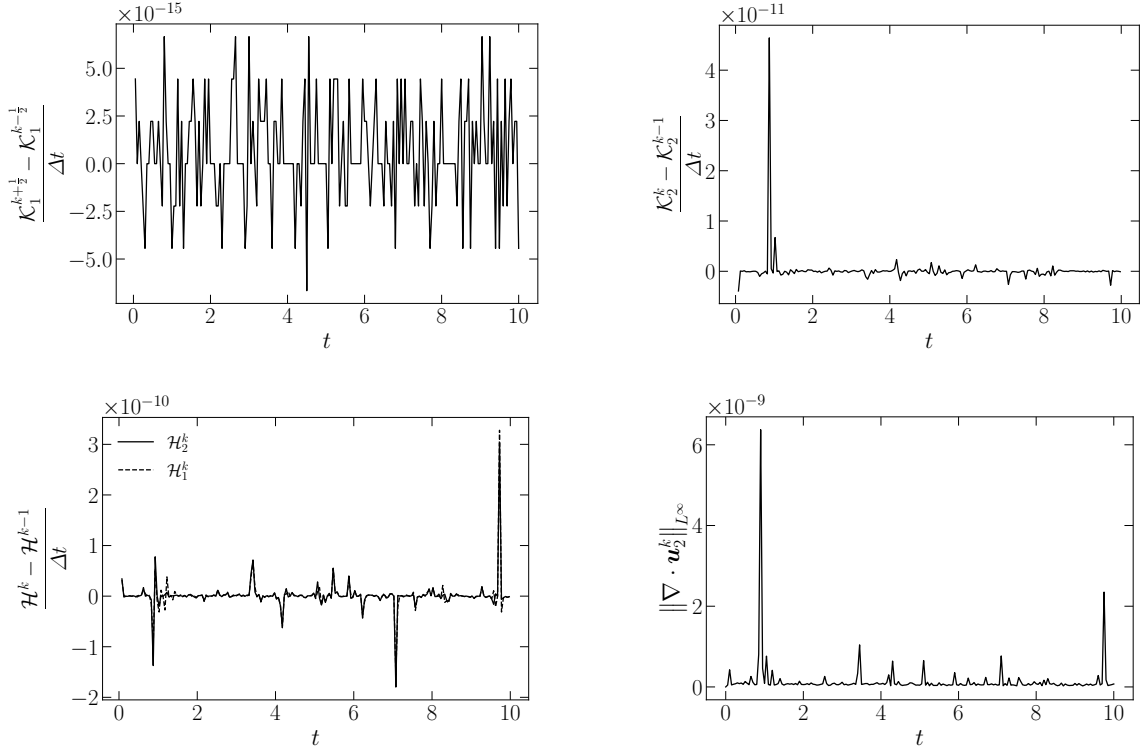 ×10⁻¹⁵
5.0
2.5
0.0
−2.5
−5.0
0 2 4 6 8 10
t
𝒦₁^{k+½} − 𝒦₁^{k−½}
Δt
×10⁻¹¹
4
3
2
1
0
0 2 4 6 8 10
t
𝒦₂^k − 𝒦₂^{k−1}
Δt
×10⁻¹⁰
3
2
1
0
−1
−2
ℋ₂^k
ℋ₁^k
0 2 4 6 8 10
t
ℋ^k − ℋ^{k−1}
Δt
×10⁻⁹
6
4
2
0
0 2 4 6 8 10
t
||∇ · 𝒖₂^k||_{L^∞}